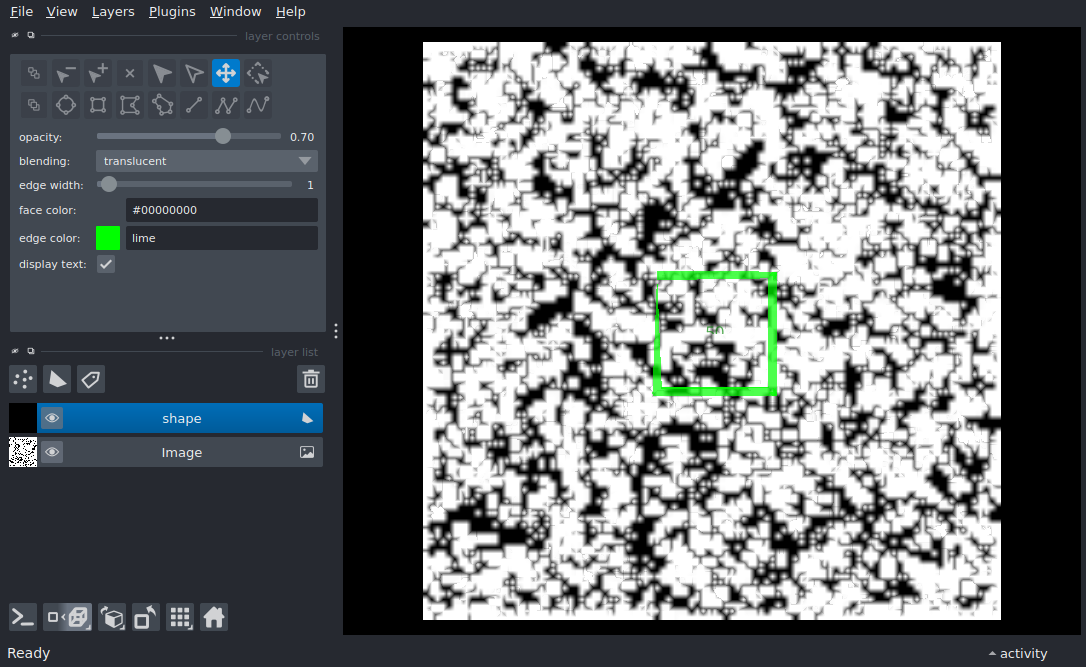 File View Layers Plugins Window Help
layer controls
opacity: 0.70
blending: translucent
edge width: 1
face color: #00000000
edge color: lime
display text:
layer list
shape
Image
Ready
activity